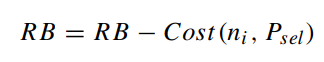 RB = RB − Cost(n_i, P_sel)